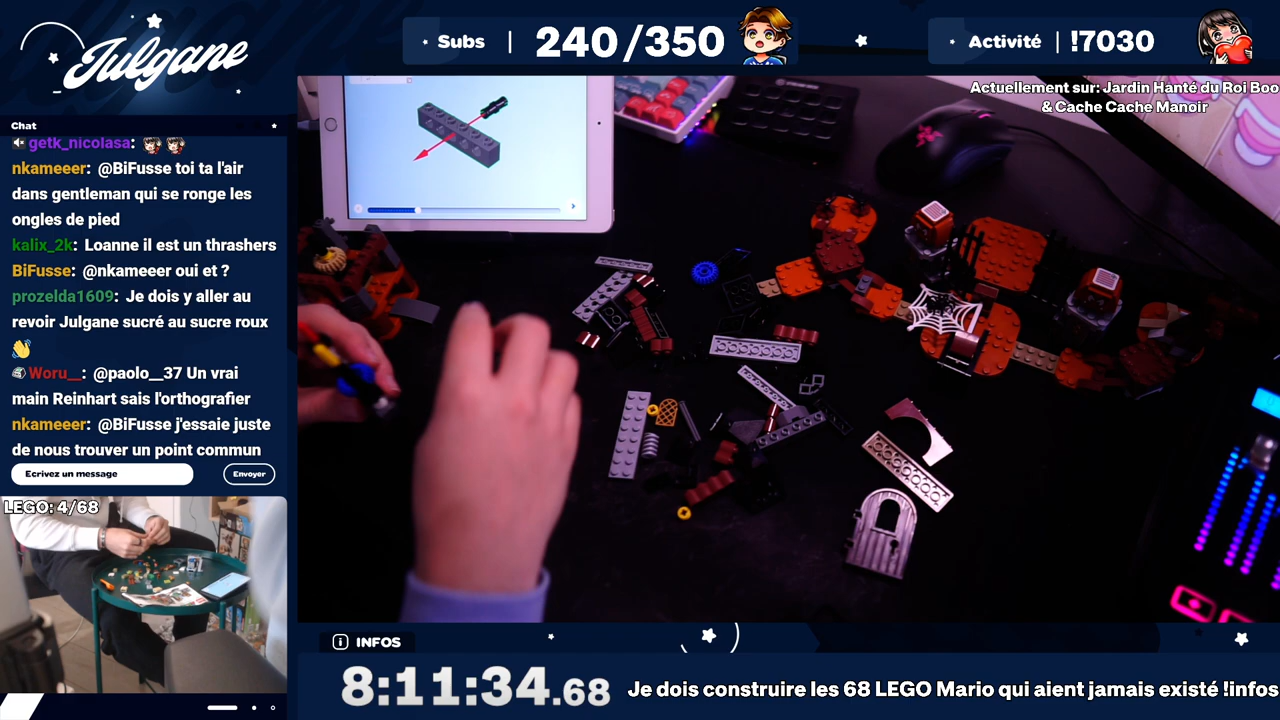 Julgane
Subs | 240/350
Activité | !7030
Actuellement sur: Jardin Hanté du Roi Boo
& Cache Cache Manoir
Chat
getk_nicolasa:
nkameeer: @BiFusse toi ta l'air
dans gentleman qui se ronge les
ongles de pied
kalix_2k: Loanne il est un thrashers
BiFusse: @nkameeer oui et ?
prozelda1609: Je dois y aller au
revoir Julgane sucré au sucre roux
👋
Woru__: @paolo__37 Un vrai
main Reinhart sais l'orthografier
nkameeer: @BiFusse j'essaie juste
de nous trouver un point commun
Ecrivez un message
Envoyer
LEGO: 4/68
INFOS
8:11:34.68
Je dois construire les 68 LEGO Mario qui aient jamais existé !infos